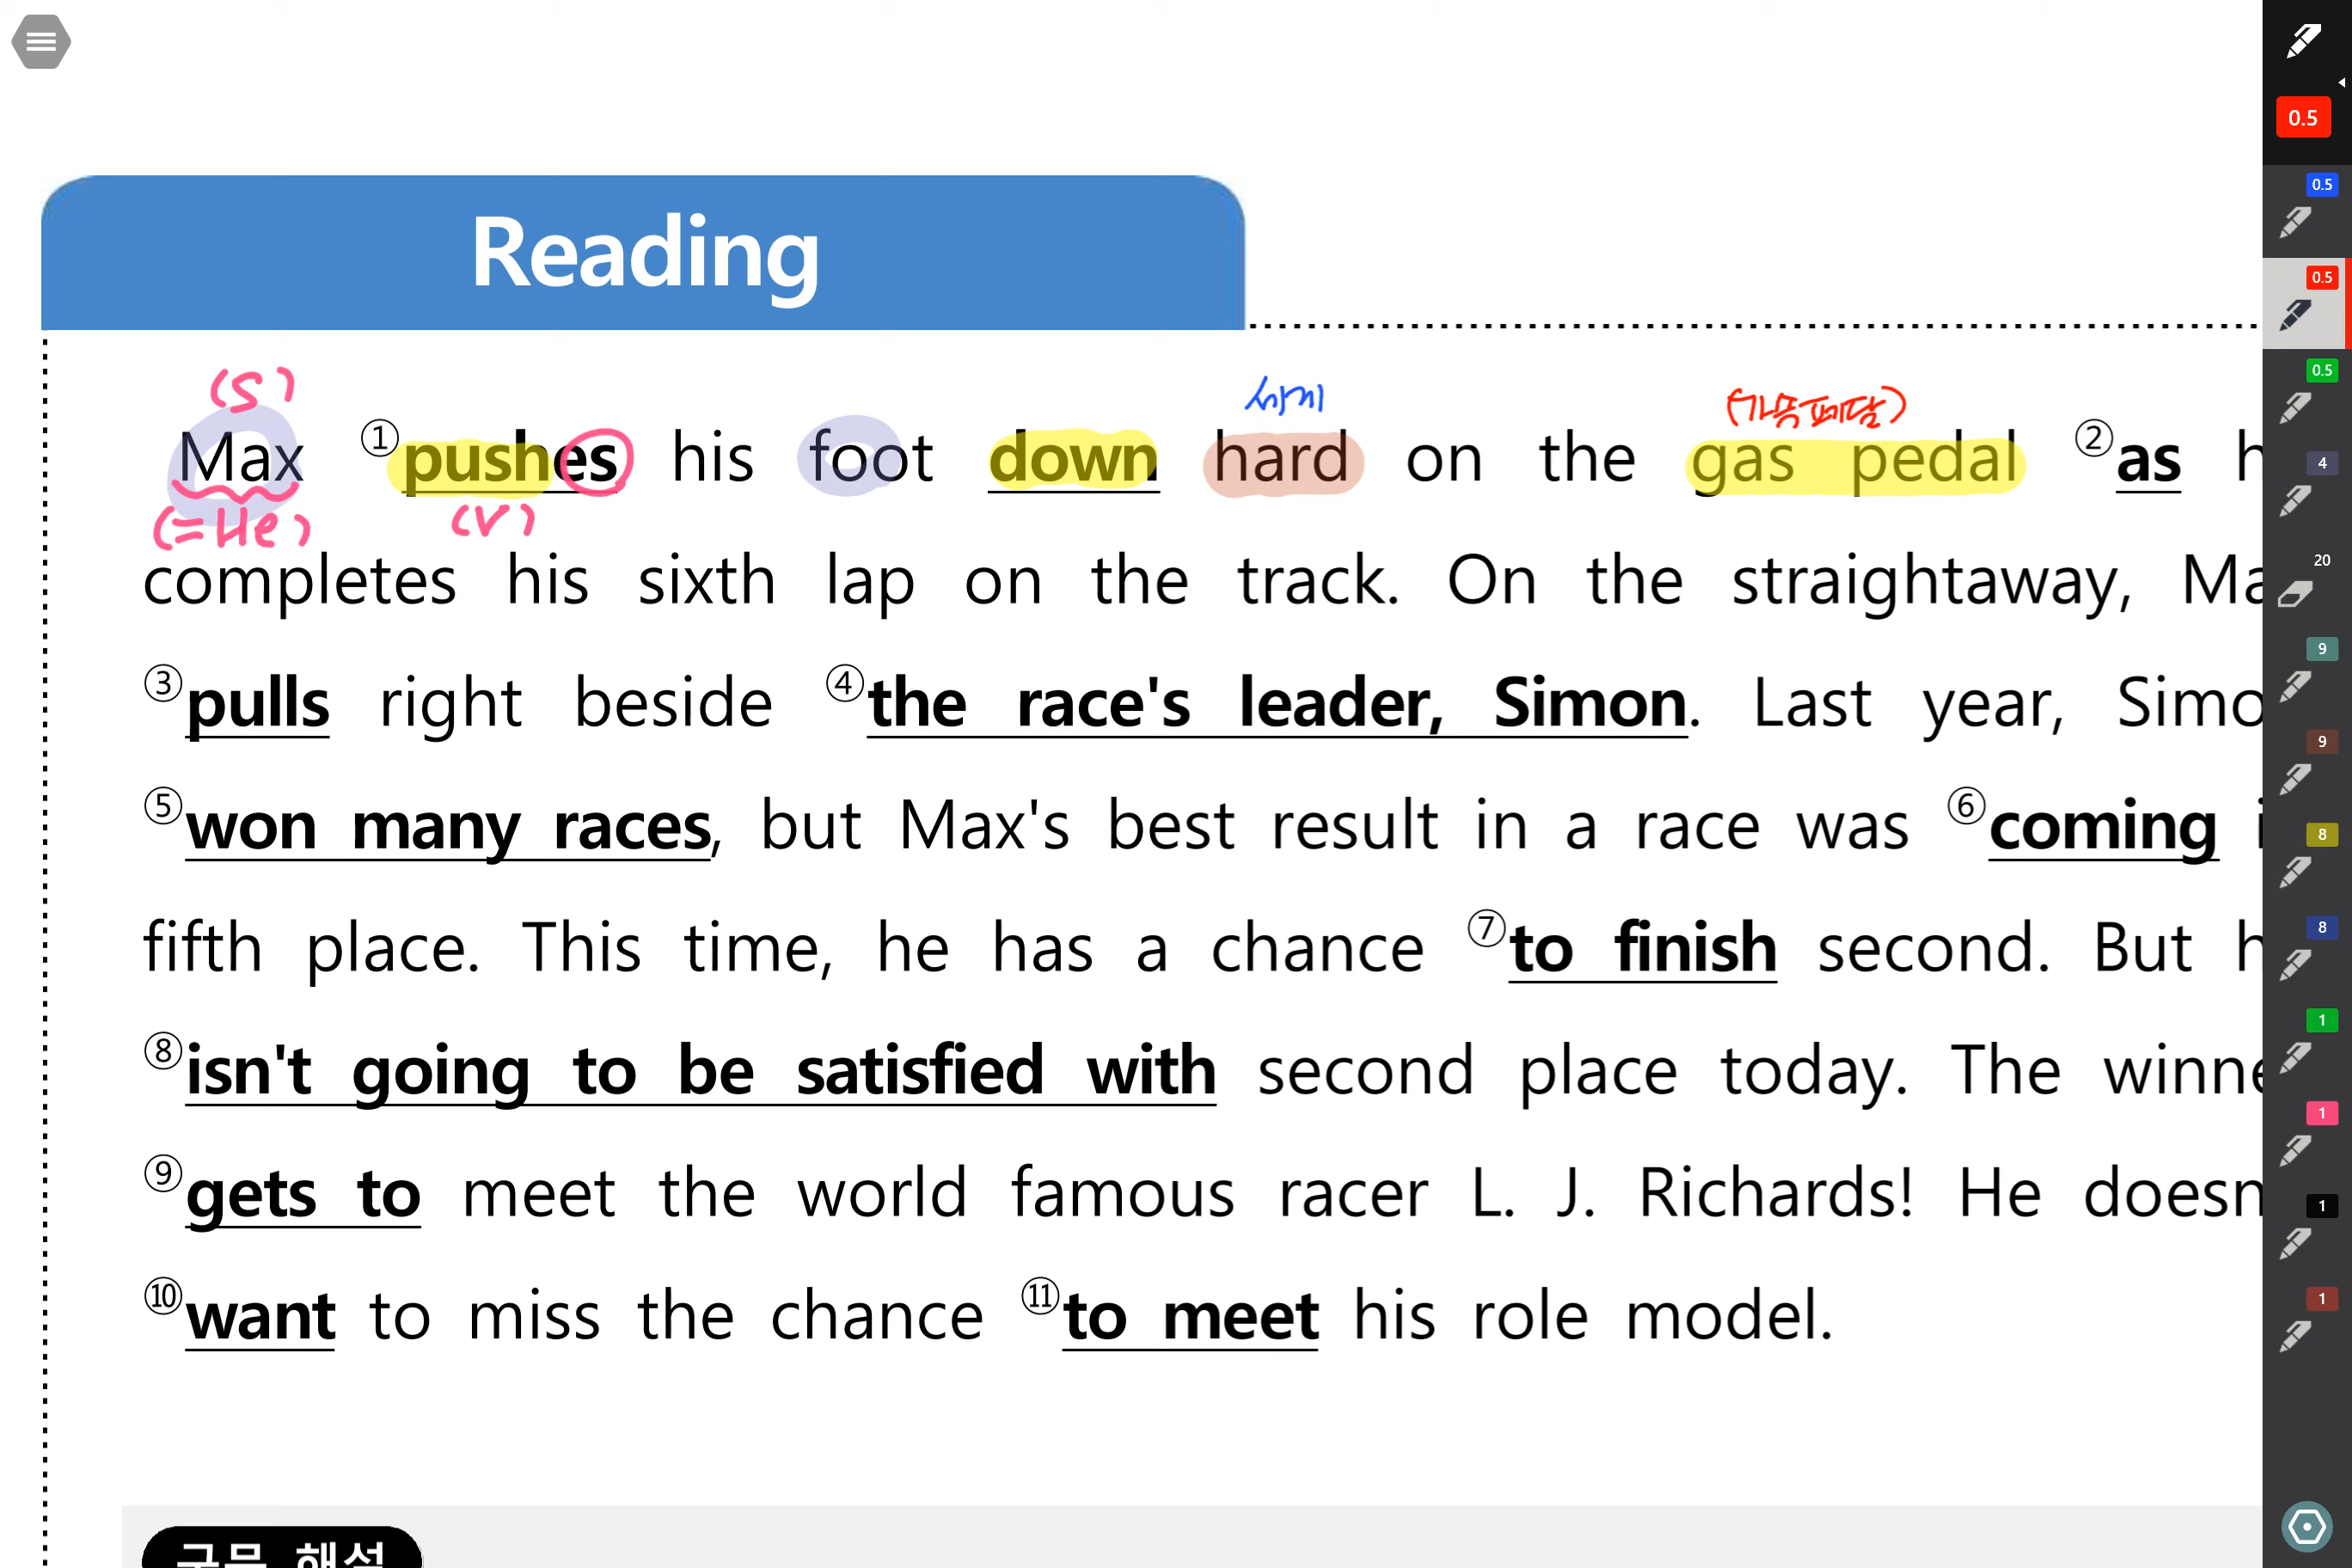 Reading
(S) 세게 (가쓰페달)
Max ①pushes his foot down hard on the gas pedal ②as h
(=He) (V)
completes his sixth lap on the track. On the straightaway, Ma
③pulls right beside ④the race's leader, Simon. Last year, Simo
⑤won many races, but Max's best result in a race was ⑥coming i
fifth place. This time, he has a chance ⑦to finish second. But h
⑧isn't going to be satisfied with second place today. The winne
⑨gets to meet the world famous racer L. J. Richards! He doesn
⑩want to miss the chance ⑪to meet his role model.
구문 해설
0.5
0.5
0.5
0.5
4
20
9
9
8
8
1
1
1
1